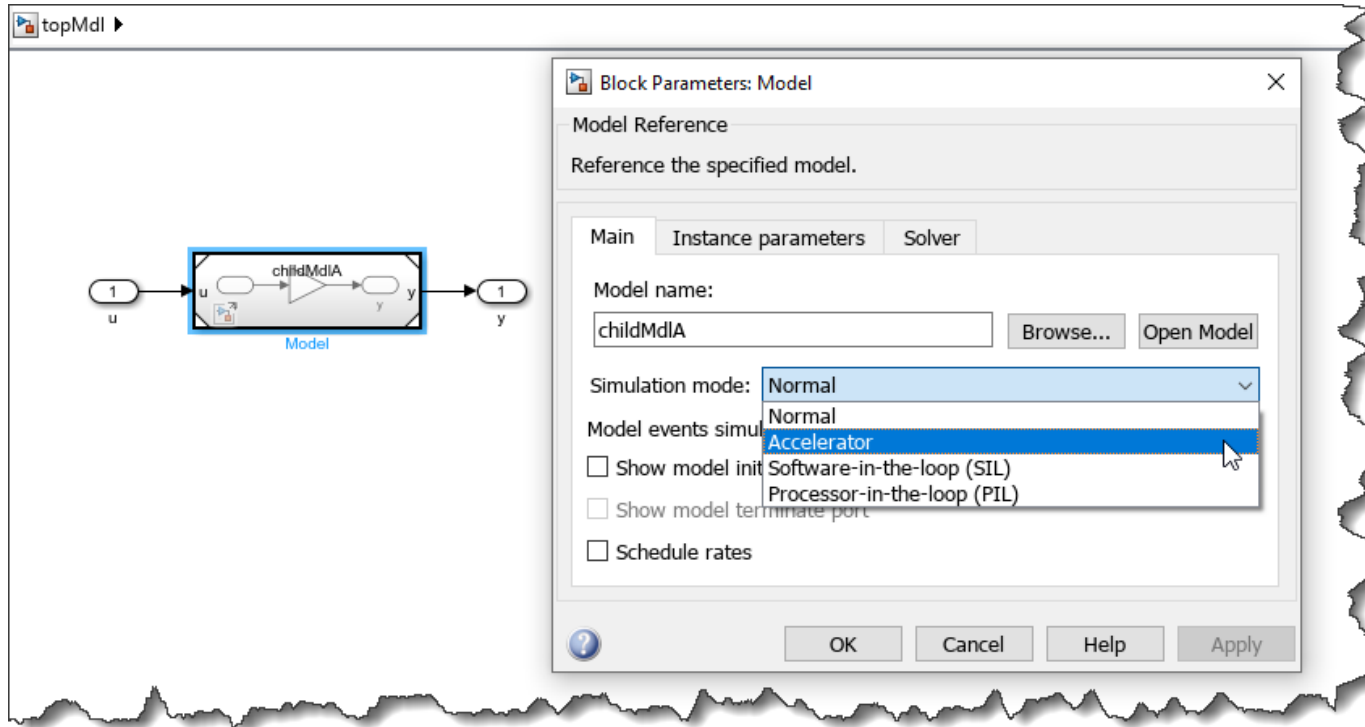 topMdl
1
u
u
childMdlA
y
y
Model
1
y
Block Parameters: Model
Model Reference
Reference the specified model.
Main Instance parameters Solver
Model name:
childMdlA Browse... Open Model
Simulation mode: Normal
Normal
Model events simul
Accelerator
Show model init Software-in-the-loop (SIL)
Processor-in-the-loop (PIL)
Show model terminate port
Schedule rates
? OK Cancel Help Apply